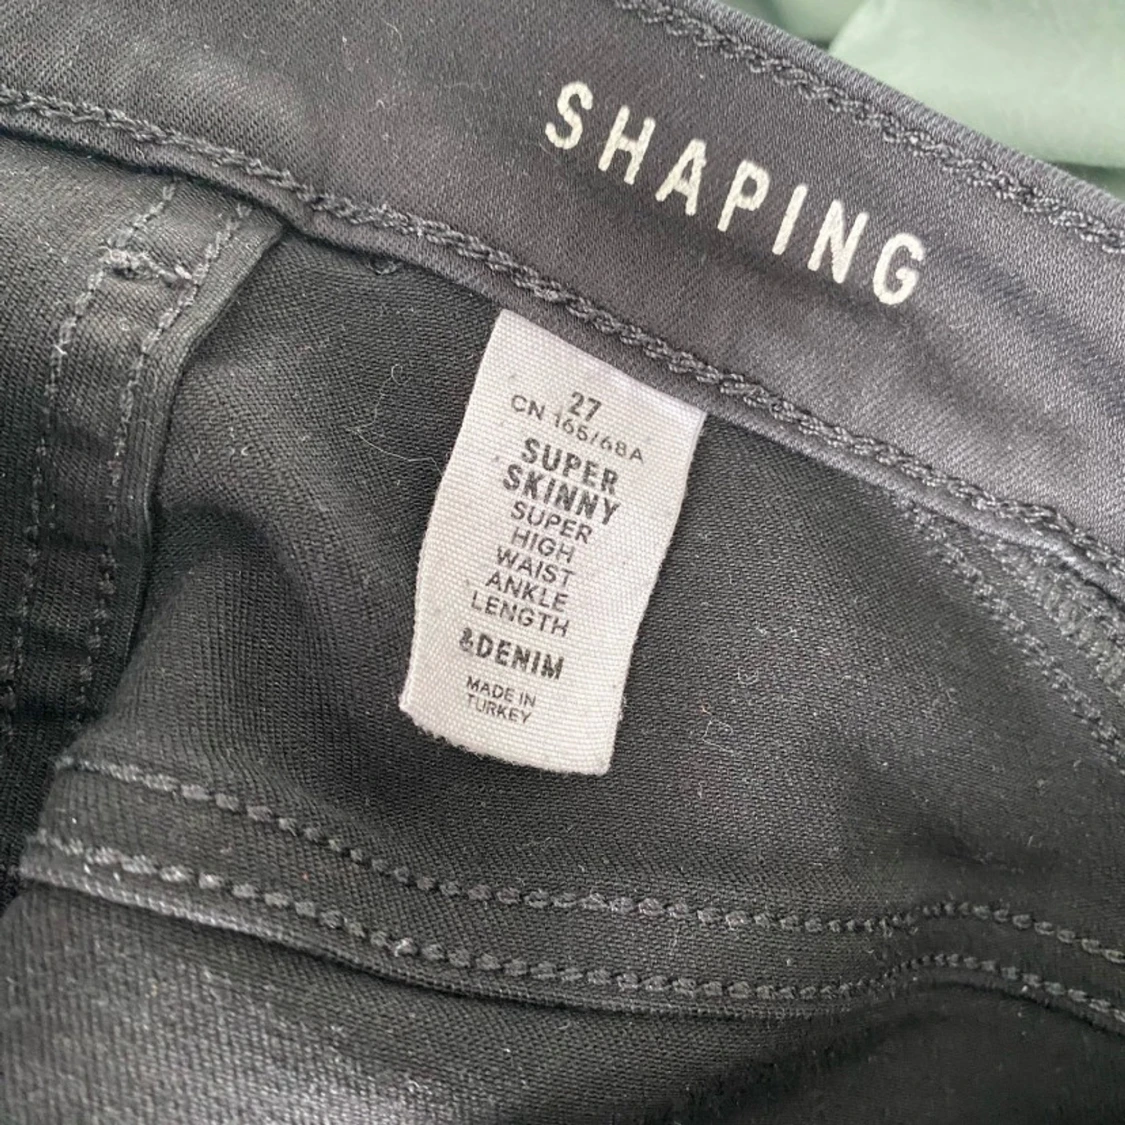 SHAPING
27
CN 165/68A
SUPER
SKINNY
SUPER
HIGH
WAIST
ANKLE
LENGTH
&DENIM
MADE IN
TURKEY